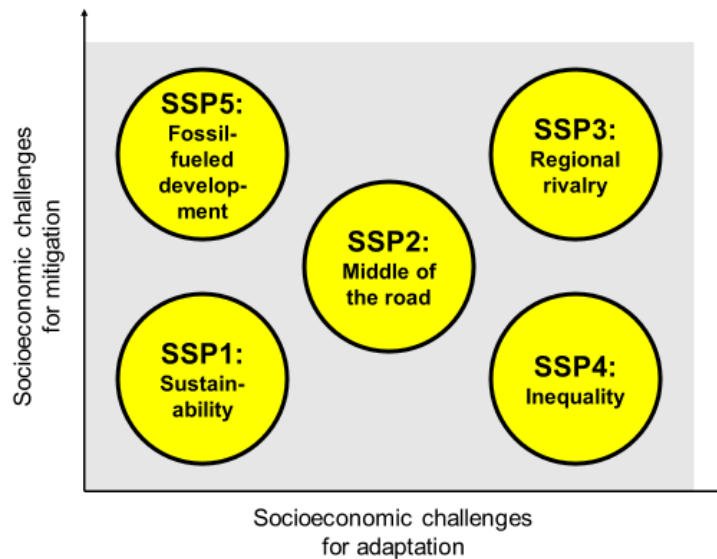 Socioeconomic challenges
for mitigation
SSP5:
Fossil-
fueled
develop-
ment
SSP3:
Regional
rivalry
SSP2:
Middle of
the road
SSP1:
Sustain-
ability
SSP4:
Inequality
Socioeconomic challenges
for adaptation